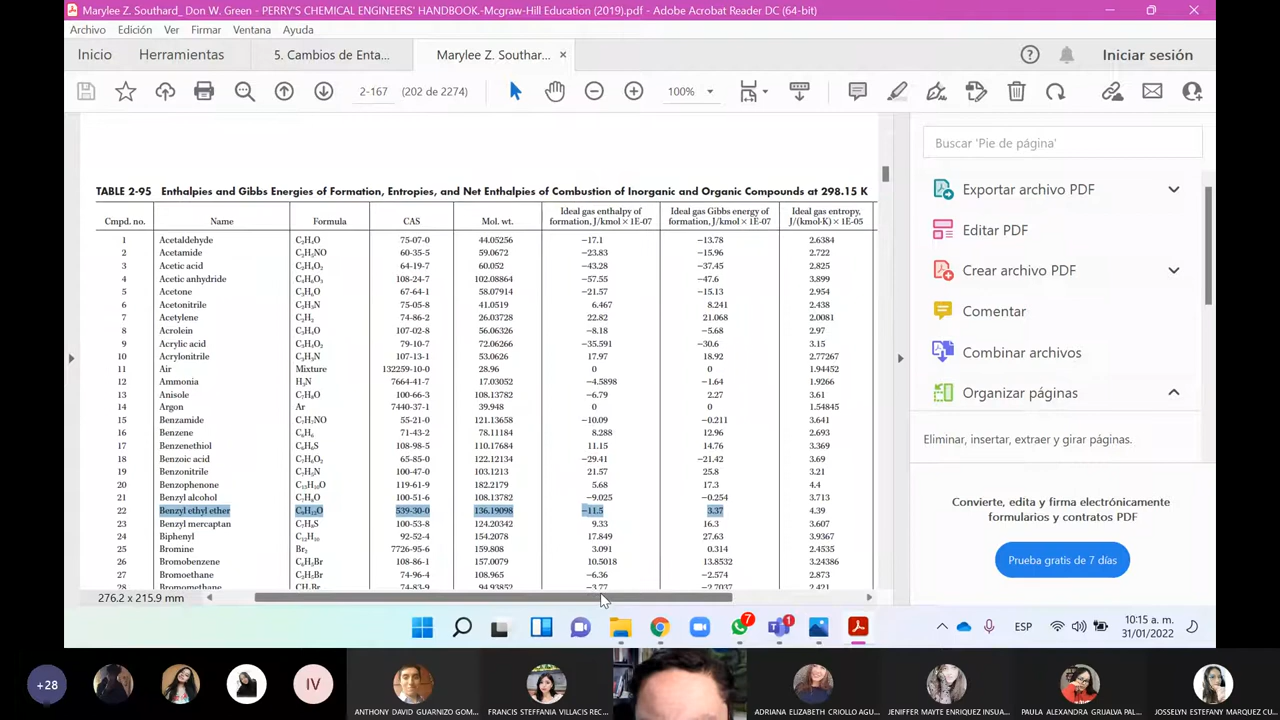 Marylee Z. Southard_ Don W. Green - PERRY'S CHEMICAL ENGINEERS' HANDBOOK.-Mcgraw-Hill Education (2019).pdf - Adobe Acrobat Reader DC (64-bit)
Archivo Edición Ver Firmar Ventana Ayuda
Inicio Herramientas 5. Cambios de Enta... Marylee Z. Southar... × Iniciar sesión
2-167 (202 de 2274) 100%
TABLE 2-95 Enthalpies and Gibbs Energies of Formation, Entropies, and Net Enthalpies of Combustion of Inorganic and Organic Compounds at 298.15 K
Cmpd. no. Name Formula CAS Mol. wt. Ideal gas enthalpy of formation, J/kmol × 1E-07 Ideal gas Gibbs energy of formation, J/kmol × 1E-07 Ideal gas entropy, J/(kmol·K) × 1E-05
1 Acetaldehyde C₂H₄O 75-07-0 44.05256 −17.1 −13.78 2.6384
2 Acetamide C₂H₅NO 60-35-5 59.0672 −23.83 −15.96 2.722
3 Acetic acid C₂H₄O₂ 64-19-7 60.052 −43.28 −37.45 2.825
4 Acetic anhydride C₄H₆O₃ 108-24-7 102.08864 −57.55 −47.6 3.899
5 Acetone C₃H₆O 67-64-1 58.07914 −21.57 −15.13 2.954
6 Acetonitrile C₂H₃N 75-05-8 41.0519 6.467 8.241 2.438
7 Acetylene C₂H₂ 74-86-2 26.03728 22.82 21.068 2.0081
8 Acrolein C₃H₄O 107-02-8 56.06326 −8.18 −5.68 2.97
9 Acrylic acid C₃H₄O₂ 79-10-7 72.06266 −35.591 −30.6 3.15
10 Acrylonitrile C₃H₃N 107-13-1 53.0626 17.97 18.92 2.77267
11 Air Mixture 132259-10-0 28.96 0 0 1.94452
12 Ammonia H₃N 7664-41-7 17.03052 −4.5898 −1.64 1.9266
13 Anisole C₇H₈O 100-66-3 108.13782 −6.79 2.27 3.61
14 Argon Ar 7440-37-1 39.948 0 0 1.54845
15 Benzamide C₇H₇NO 55-21-0 121.13658 −10.09 −0.211 3.641
16 Benzene C₆H₆ 71-43-2 78.11184 8.288 12.96 2.693
17 Benzenethiol C₆H₆S 108-98-5 110.17684 11.15 14.76 3.369
18 Benzoic acid C₇H₆O₂ 65-85-0 122.12134 −29.41 −21.42 3.69
19 Benzonitrile C₇H₅N 100-47-0 103.1213 21.57 25.8 3.21
20 Benzophenone C₁₃H₁₀O 119-61-9 182.2179 5.68 17.3 4.4
21 Benzyl alcohol C₇H₈O 100-51-6 108.13782 −9.025 −0.254 3.713
22 Benzyl ethyl ether C₉H₁₂O 539-30-0 136.19098 −11.5 3.37 4.39
23 Benzyl mercaptan C₇H₈S 100-53-8 124.20342 9.33 16.3 3.607
24 Biphenyl C₁₂H₁₀ 92-52-4 154.2078 17.849 27.63 3.9367
25 Bromine Br₂ 7726-95-6 159.808 3.091 0.314 2.4535
26 Bromobenzene C₆H₅Br 108-86-1 157.0079 10.5018 13.8532 3.24386
27 Bromoethane C₂H₅Br 74-96-4 108.965 −6.36 −2.574 2.873
28 Bromomethane CH₃Br 74-83-9 94.93852 −3.77 −2.7037 2.421
276.2 x 215.9 mm
Buscar 'Pie de página'
Exportar archivo PDF
Editar PDF
Crear archivo PDF
Comentar
Combinar archivos
Organizar páginas
Eliminar, insertar, extraer y girar páginas.
Convierte, edita y firma electrónicamente
formularios y contratos PDF
Prueba gratis de 7 días
7 1 ESP 10:15 a. m.
31/01/2022
+28 IV
ANTHONY DAVID GUARNIZO GOM... FRANCIS STEFFANIA VILLACIS REC... ADRIANA ELIZABETH CRIOLLO AGU... JENIFFER MAYTE ENRIQUEZ INSUA... PAULA ALEXANDRA GRIJALVA PAL... JOSSELYN ESTEFANY MARQUEZ CU...